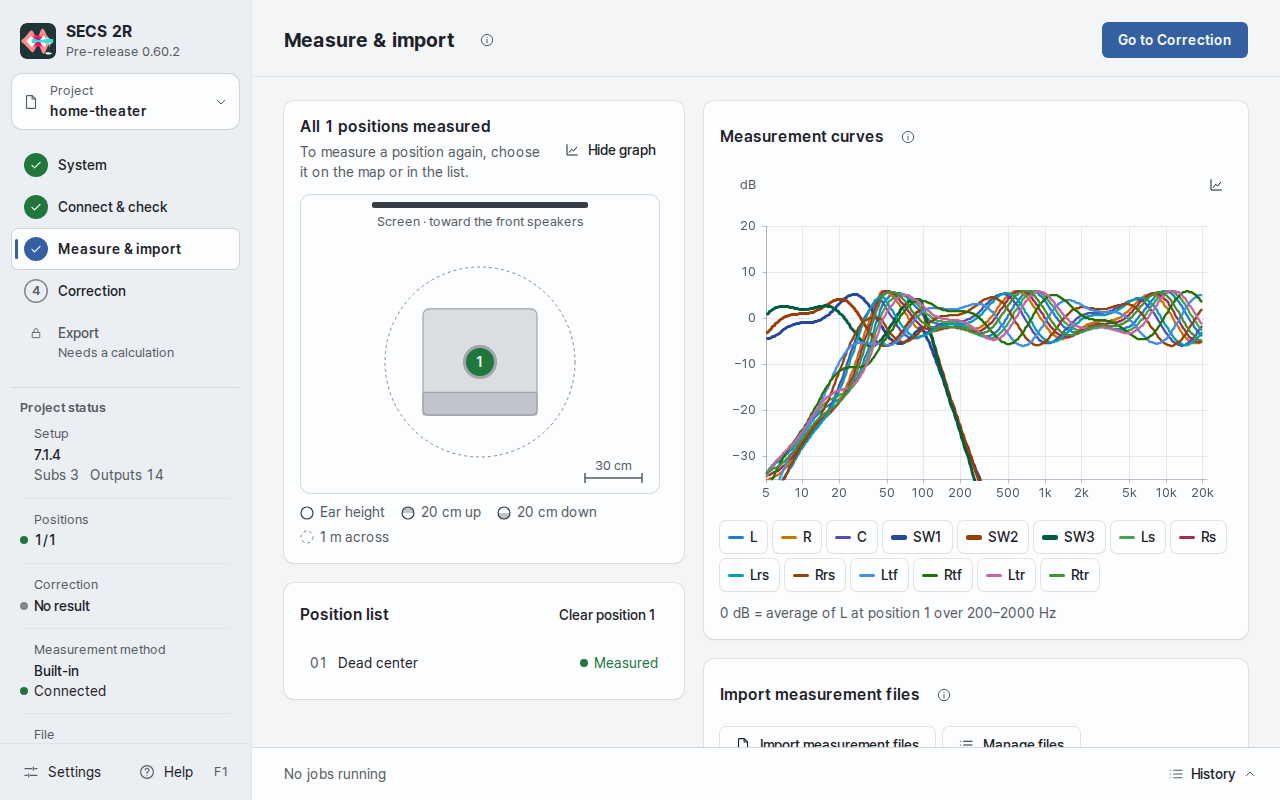 SECS 2R
Pre-release 0.60.2
Project
home-theater
System
Connect & check
Measure & import
4 Correction
Export
Needs a calculation
Project status
Setup
7.1.4
Subs 3 Outputs 14
Positions
1/1
Correction
No result
Measurement method
Built-in
Connected
File
Settings Help F1
Measure & import
Go to Correction
All 1 positions measured
To measure a position again, choose
it on the map or in the list.
Hide graph
Screen · toward the front speakers
1
30 cm
Ear height 20 cm up 20 cm down
1 m across
Position list
Clear position 1
01 Dead center Measured
Measurement curves
dB
20
10
0
−10
−20
−30
5 10 20 50 100 200 500 1k 2k 5k 10k 20k
L R C SW1 SW2 SW3 Ls Rs
Lrs Rrs Ltf Rtf Ltr Rtr
0 dB = average of L at position 1 over 200–2000 Hz
Import measurement files
Import measurement files Manage files
No jobs running
History